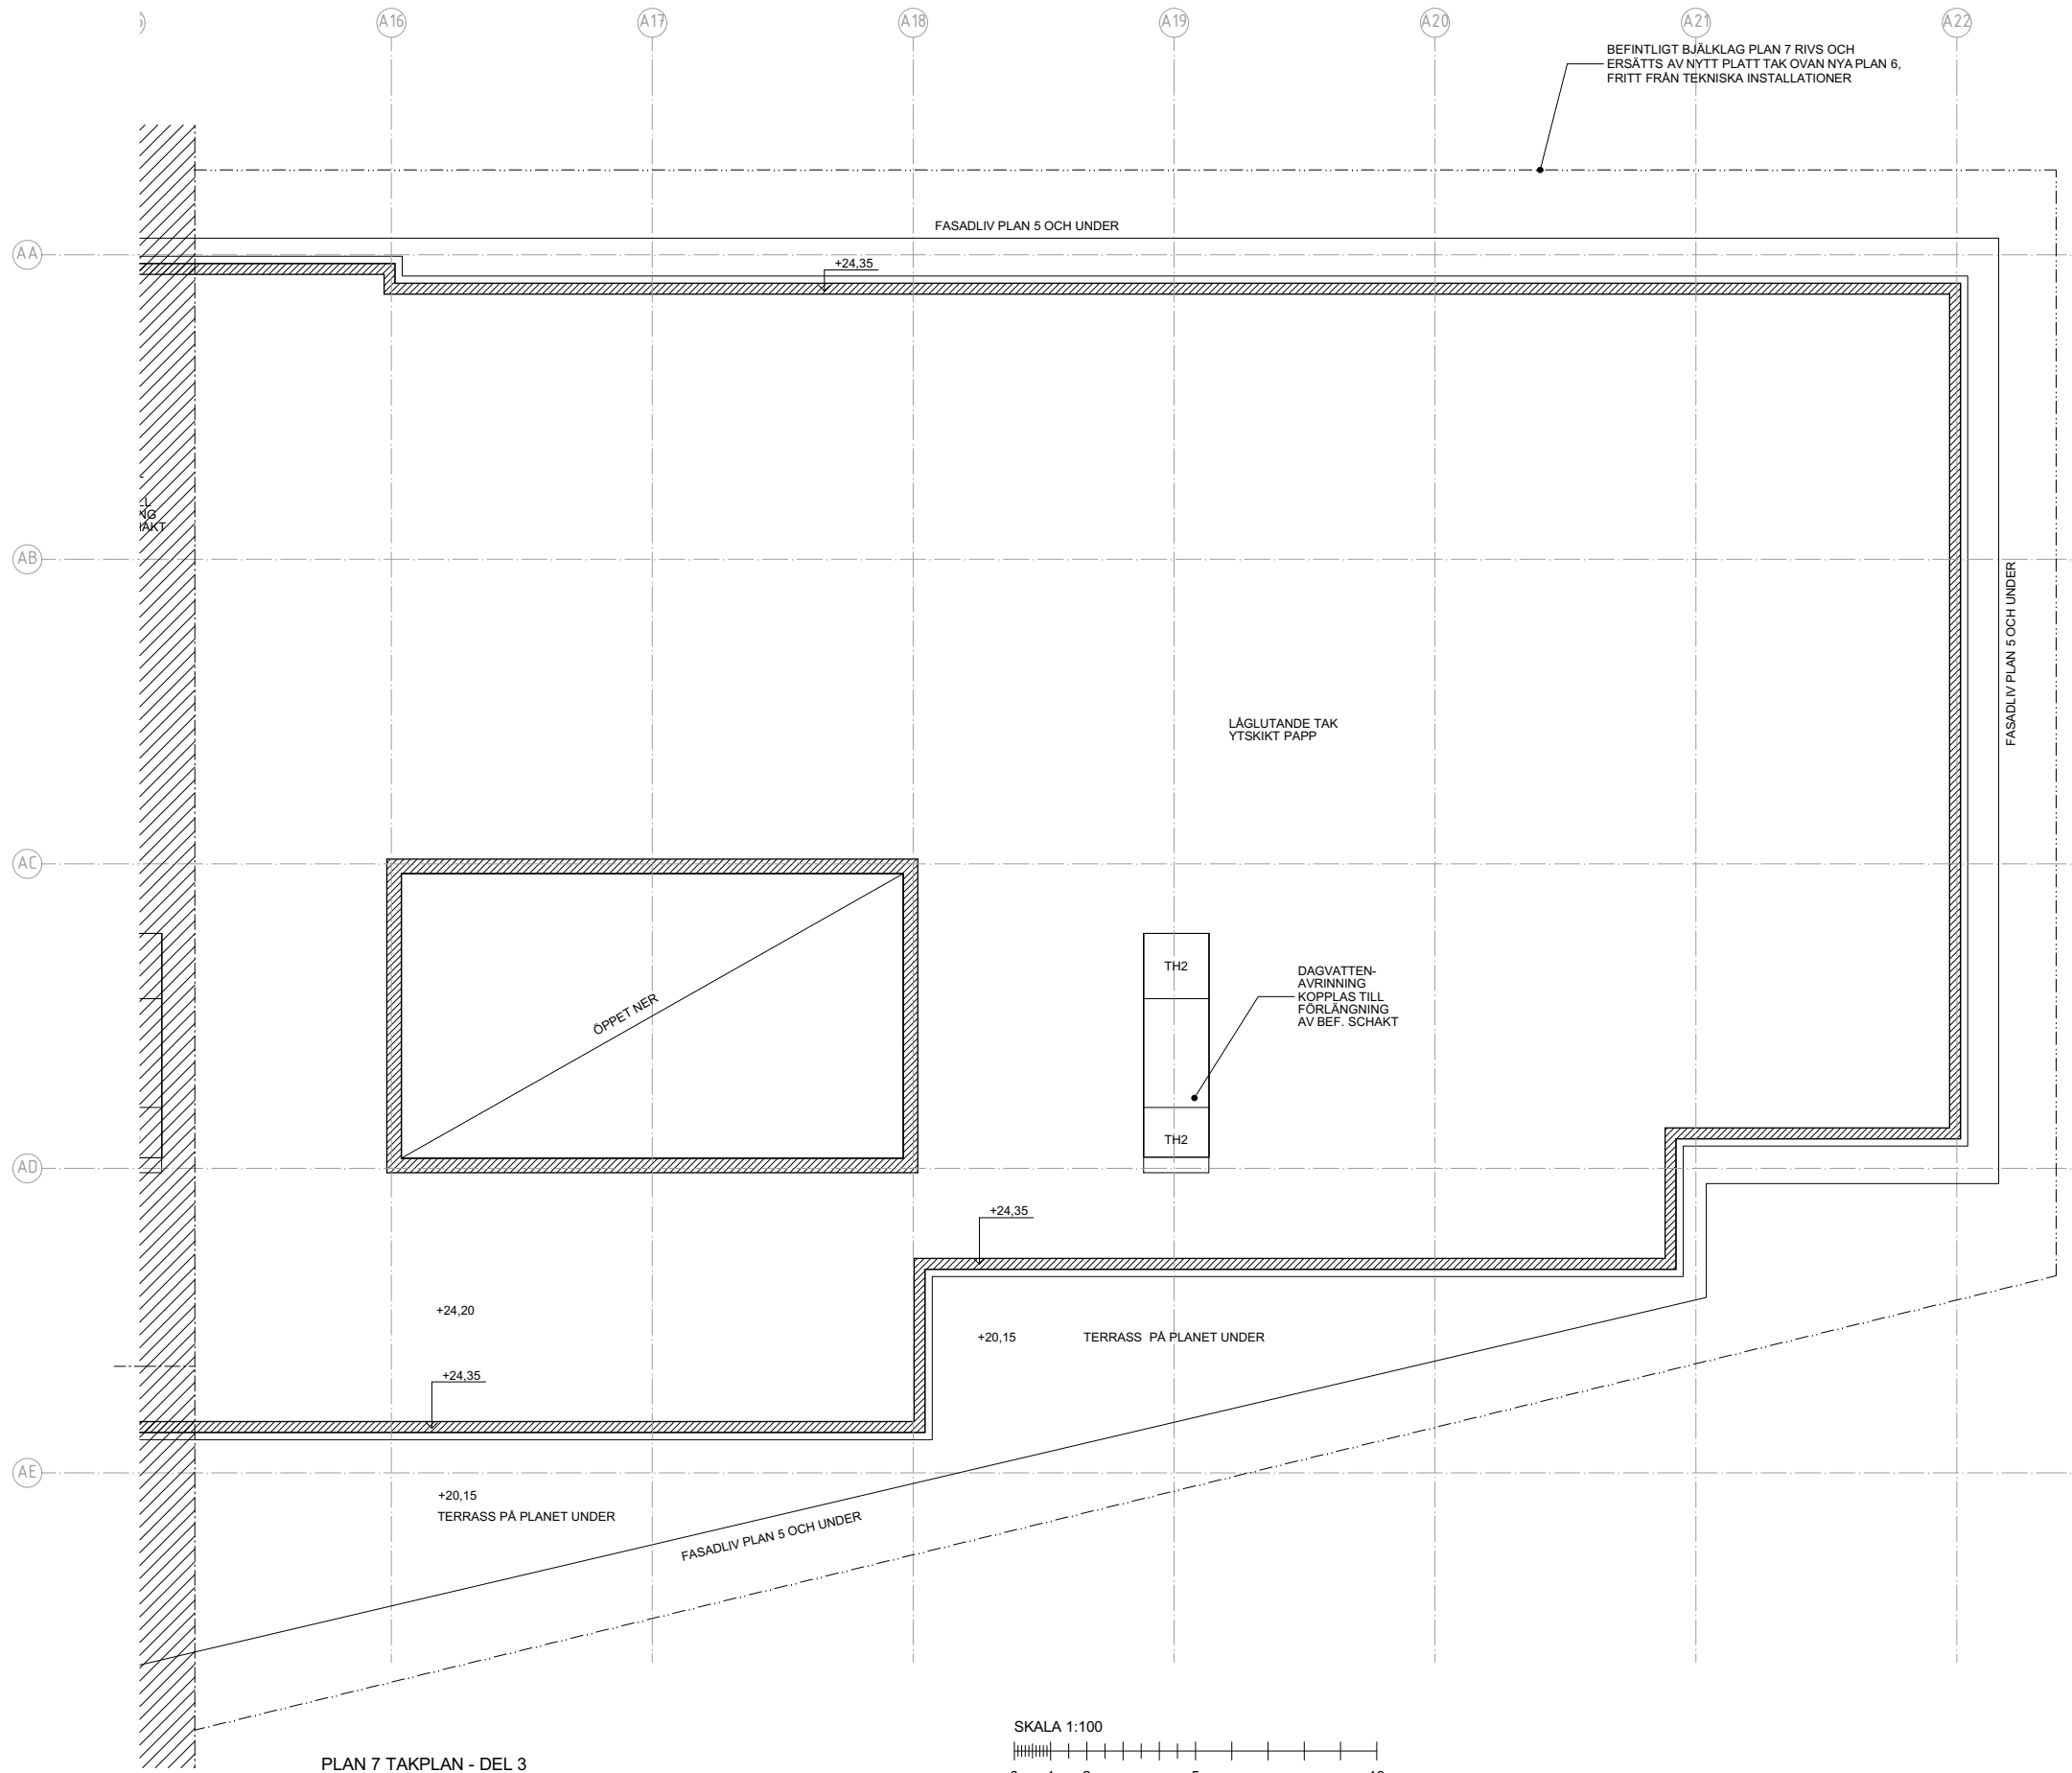 A16
A17
A18
A19
A20
A21
A22
BEFINTLIGT BJÄLKLAG PLAN 7 RIVS OCH
ERSÄTTS AV NYTT PLATT TAK OVAN NYA PLAN 6,
FRITT FRÅN TEKNISKA INSTALLATIONER
FASADLIV PLAN 5 OCH UNDER
AA
+24,35
AB
FASADLIV PLAN 5 OCH UNDER
LÅGLUTANDE TAK
YTSKIKT PAPP
AC
TH2
DAGVATTEN-
AVRINNING
KOPPLAS TILL
FÖRLÄNGNING
AV BEF. SCHAKT
ÖPPET NER
TH2
AD
+24,35
+24,20
+20,15 TERRASS PÅ PLANET UNDER
+24,35
AE
+20,15
TERRASS PÅ PLANET UNDER
FASADLIV PLAN 5 OCH UNDER
SKALA 1:100
PLAN 7 TAKPLAN - DEL 3